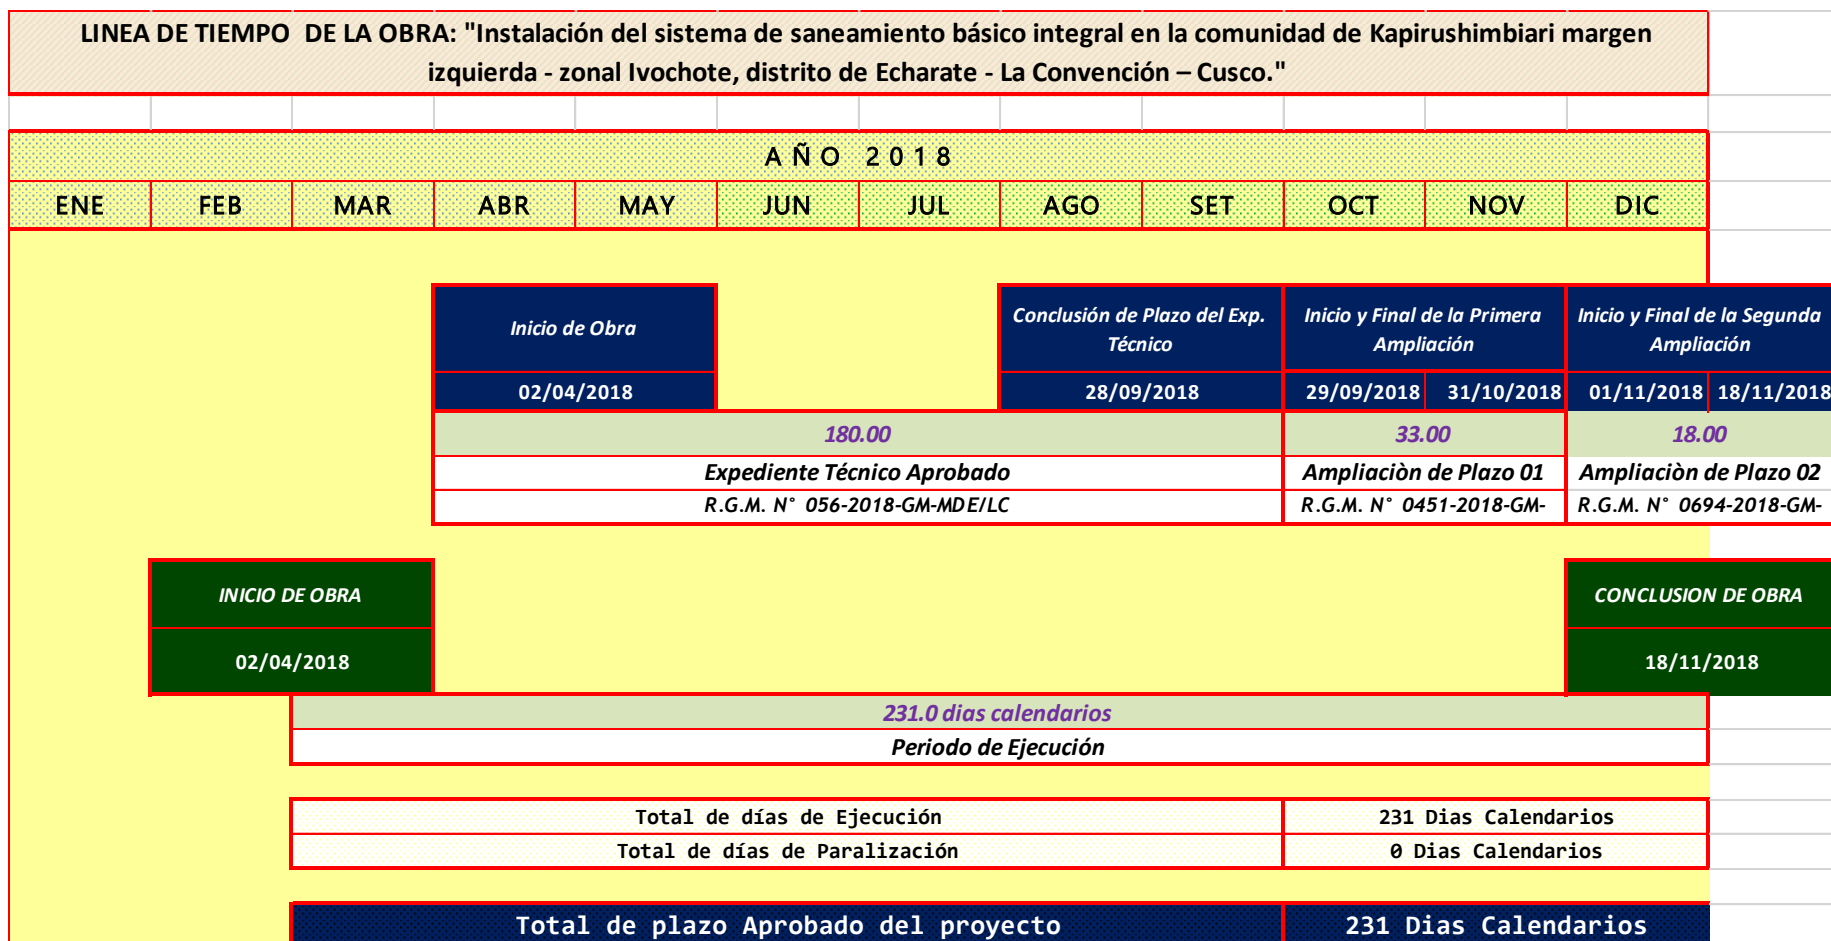 LINEA DE TIEMPO DE LA OBRA: "Instalación del sistema de saneamiento básico integral en la comunidad de Kapirushimbiari margen
izquierda - zonal Ivochote, distrito de Echarate - La Convención – Cusco."
AÑO 2018
ENE FEB MAR ABR MAY JUN JUL AGO SET OCT NOV DIC
Inicio de Obra
Conclusión de Plazo del Exp.
Técnico
Inicio y Final de la Primera
Ampliación
Inicio y Final de la Segunda
Ampliación
02/04/2018 28/09/2018 29/09/2018 31/10/2018 01/11/2018 18/11/2018
180.00 33.00 18.00
Expediente Técnico Aprobado Ampliaciòn de Plazo 01 Ampliaciòn de Plazo 02
R.G.M. N° 056-2018-GM-MDE/LC R.G.M. N° 0451-2018-GM- R.G.M. N° 0694-2018-GM-
INICIO DE OBRA CONCLUSION DE OBRA
02/04/2018 18/11/2018
231.0 dias calendarios
Periodo de Ejecución
Total de días de Ejecución 231 Dias Calendarios
Total de días de Paralización 0 Dias Calendarios
Total de plazo Aprobado del proyecto 231 Dias Calendarios